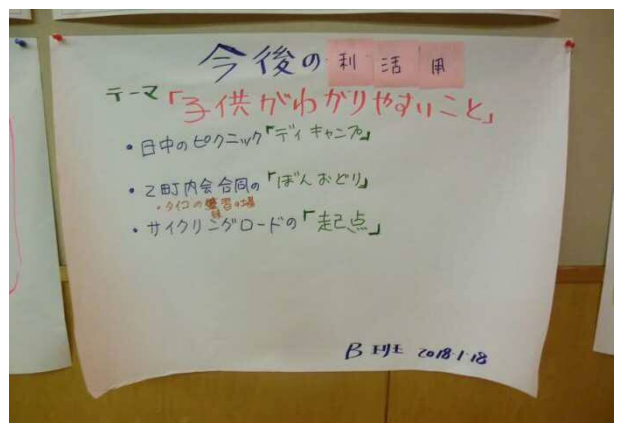 今後の利活用
テーマ「子供がわかりやすいこと」
・日中のピクニック「デイキャンプ」
・2町内会合同の「ぼんおどり」
・タイコの練習の場
・サイクリングロードの「起点」
B班 2018.1.18